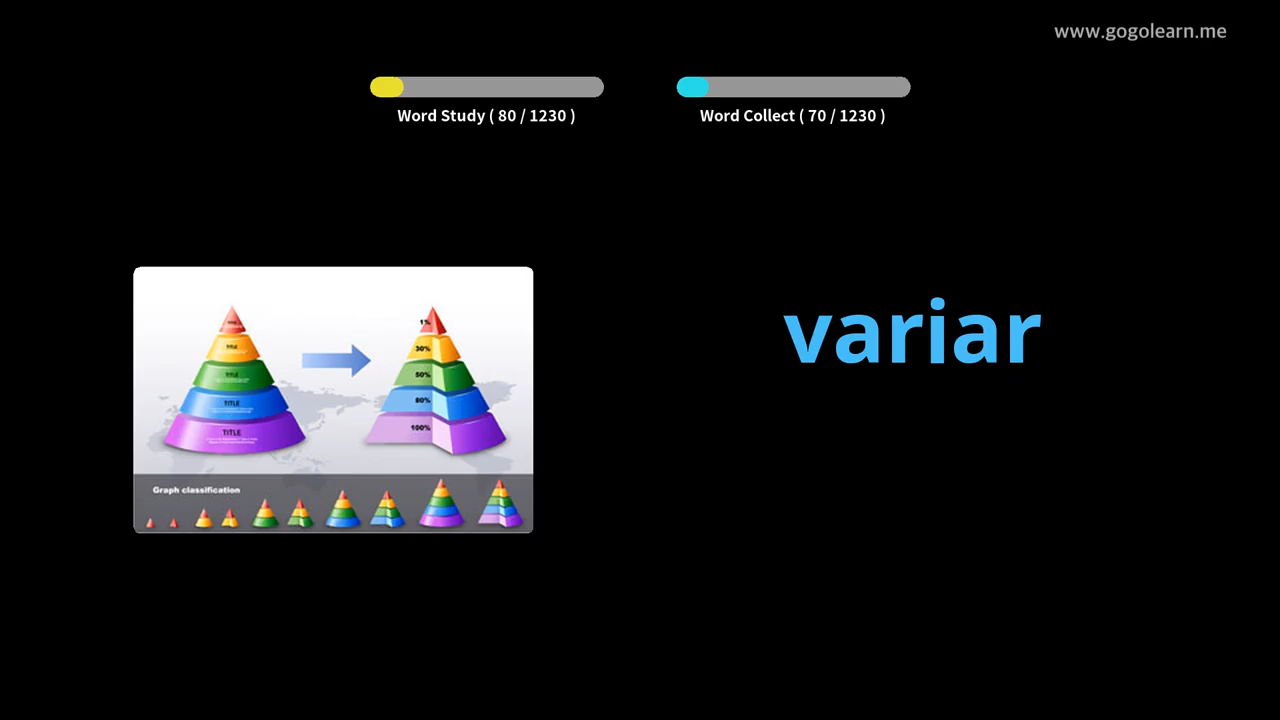 www.gogolearn.me
Word Study ( 80 / 1230 )
Word Collect ( 70 / 1230 )
variar
TITLE
TITLE
TITLE
TITLE
1%
30%
50%
80%
100%
Graph classification